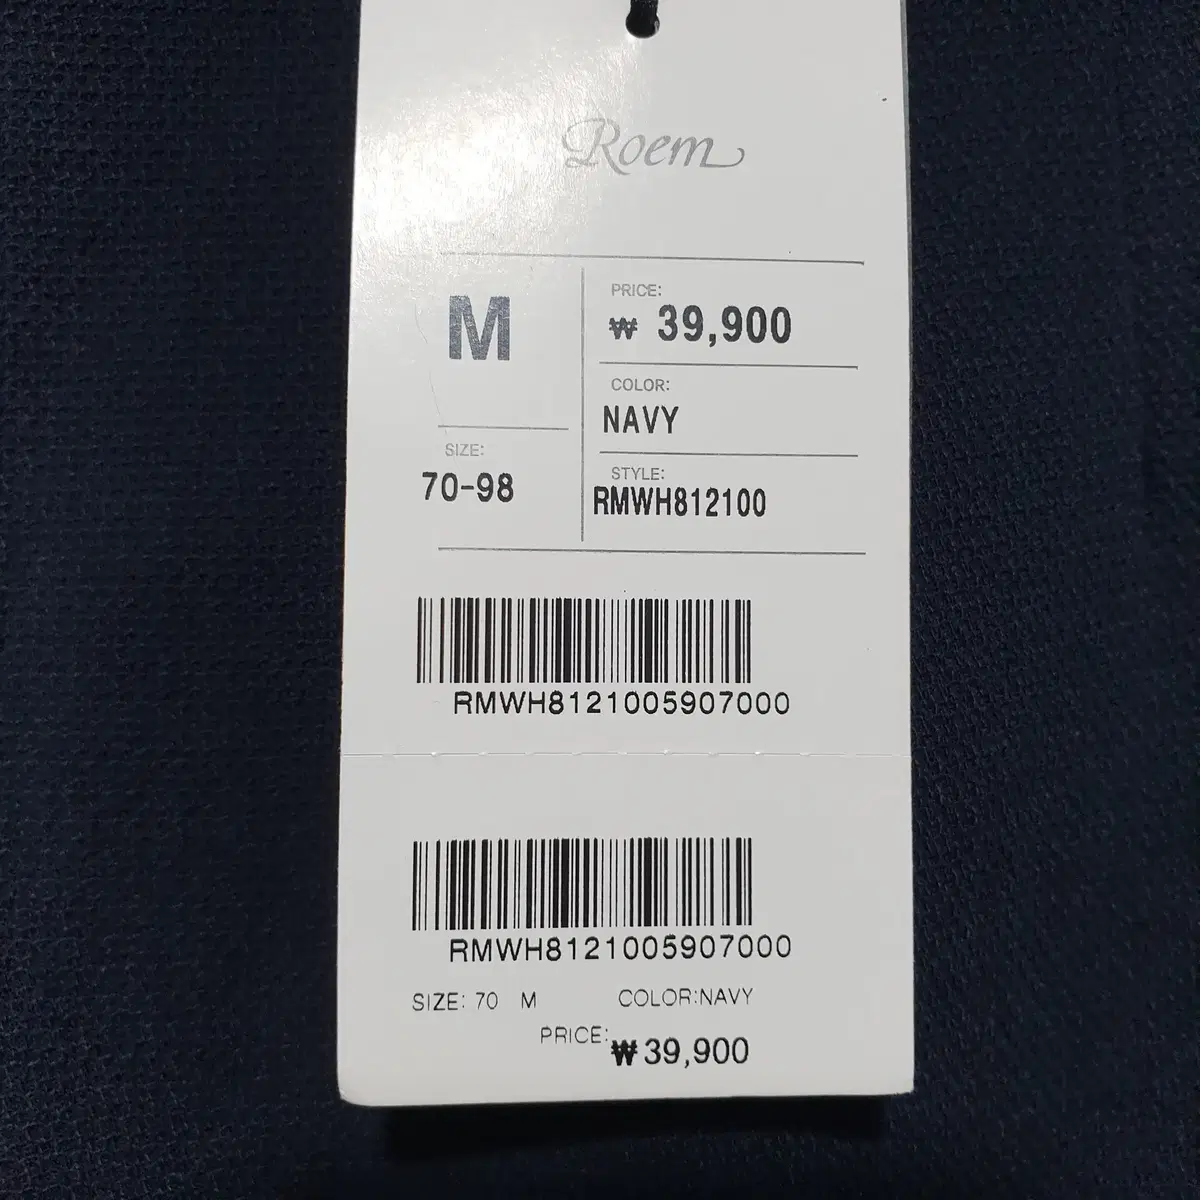 Roem
M
PRICE:
₩ 39,900
COLOR:
NAVY
SIZE:
70-98
STYLE:
RMWH812100
RMWH8121005907000
RMWH8121005907000
SIZE: 70 M COLOR:NAVY
PRICE: ₩39,900